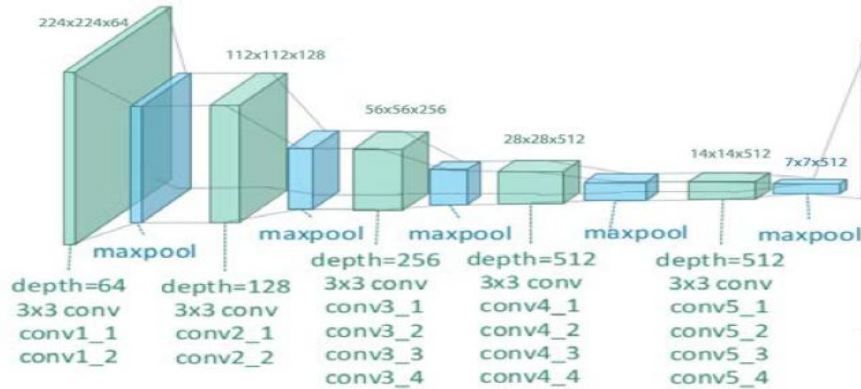 224x224x64
112x112x128
56x56x256
28x28x512
14x14x512
7x7x512
maxpool
maxpool
maxpool
maxpool
maxpool
depth=64
3x3 conv
conv1_1
conv1_2
depth=128
3x3 conv
conv2_1
conv2_2
depth=256
3x3 conv
conv3_1
conv3_2
conv3_3
conv3_4
depth=512
3x3 conv
conv4_1
conv4_2
conv4_3
conv4_4
depth=512
3x3 conv
conv5_1
conv5_2
conv5_3
conv5_4